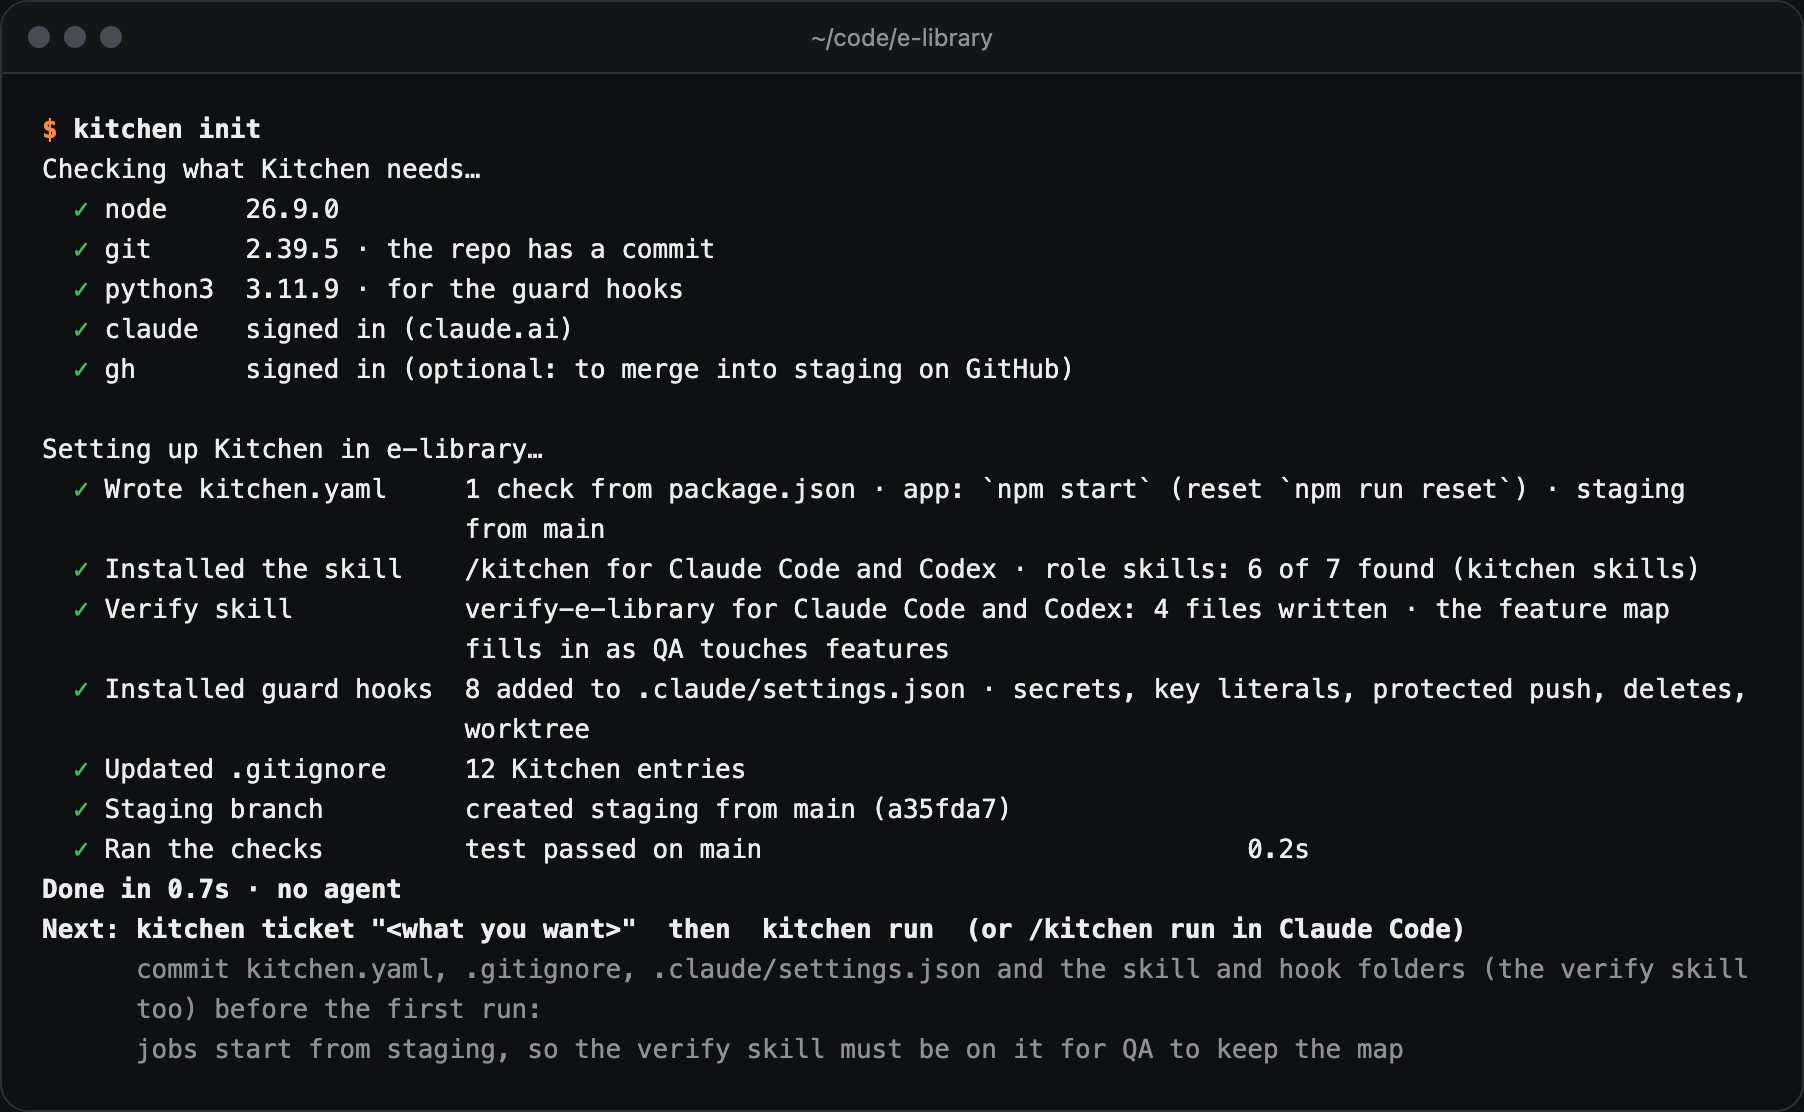 ~/code/e-library
$ kitchen init
Checking what Kitchen needs…
✓ node 26.9.0
✓ git 2.39.5 · the repo has a commit
✓ python3 3.11.9 · for the guard hooks
✓ claude signed in (claude.ai)
✓ gh signed in (optional: to merge into staging on GitHub)
Setting up Kitchen in e-library…
✓ Wrote kitchen.yaml 1 check from package.json · app: `npm start` (reset `npm run reset`) · staging
from main
✓ Installed the skill /kitchen for Claude Code and Codex · role skills: 6 of 7 found (kitchen skills)
✓ Verify skill verify-e-library for Claude Code and Codex: 4 files written · the feature map
fills in as QA touches features
✓ Installed guard hooks 8 added to .claude/settings.json · secrets, key literals, protected push, deletes,
worktree
✓ Updated .gitignore 12 Kitchen entries
✓ Staging branch created staging from main (a35fda7)
✓ Ran the checks test passed on main 0.2s
Done in 0.7s · no agent
Next: kitchen ticket "<what you want>" then kitchen run (or /kitchen run in Claude Code)
commit kitchen.yaml, .gitignore, .claude/settings.json and the skill and hook folders (the verify skill
too) before the first run:
jobs start from staging, so the verify skill must be on it for QA to keep the map